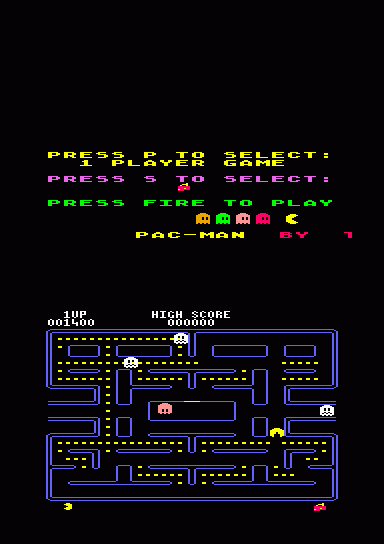 PRESS P TO SELECT:
1 PLAYER GAME
PRESS S TO SELECT:
PRESS FIRE TO PLAY
PAC-MAN BY
1UP HIGH SCORE
001400 000000